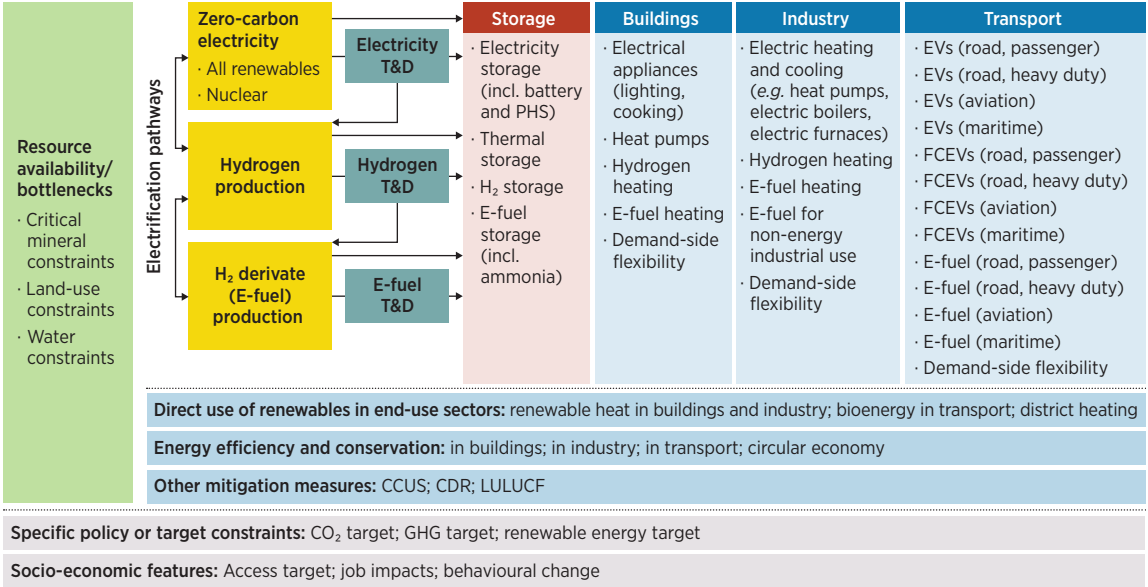 Resource
availability/
bottlenecks
· Critical
mineral
constraints
· Land-use
constraints
· Water
constraints
Electrification pathways
Zero-carbon
electricity
· All renewables
· Nuclear
Electricity
T&D
Hydrogen
production
Hydrogen
T&D
H₂ derivate
(E-fuel)
production
E-fuel
T&D
Storage
· Electricity
storage
(incl. battery
and PHS)
· Thermal
storage
· H₂ storage
· E-fuel
storage
(incl.
ammonia)
Buildings
· Electrical
appliances
(lighting,
cooking)
· Heat pumps
· Hydrogen
heating
· E-fuel heating
· Demand-side
flexibility
Industry
· Electric heating
and cooling
(e.g. heat pumps,
electric boilers,
electric furnaces)
· Hydrogen heating
· E-fuel heating
· E-fuel for
non-energy
industrial use
· Demand-side
flexibility
Transport
· EVs (road, passenger)
· EVs (road, heavy duty)
· EVs (aviation)
· EVs (maritime)
· FCEVs (road, passenger)
· FCEVs (road, heavy duty)
· FCEVs (aviation)
· FCEVs (maritime)
· E-fuel (road, passenger)
· E-fuel (road, heavy duty)
· E-fuel (aviation)
· E-fuel (maritime)
· Demand-side flexibility
Direct use of renewables in end-use sectors: renewable heat in buildings and industry; bioenergy in transport; district heating
Energy efficiency and conservation: in buildings; in industry; in transport; circular economy
Other mitigation measures: CCUS; CDR; LULUCF
Specific policy or target constraints: CO₂ target; GHG target; renewable energy target
Socio-economic features: Access target; job impacts; behavioural change